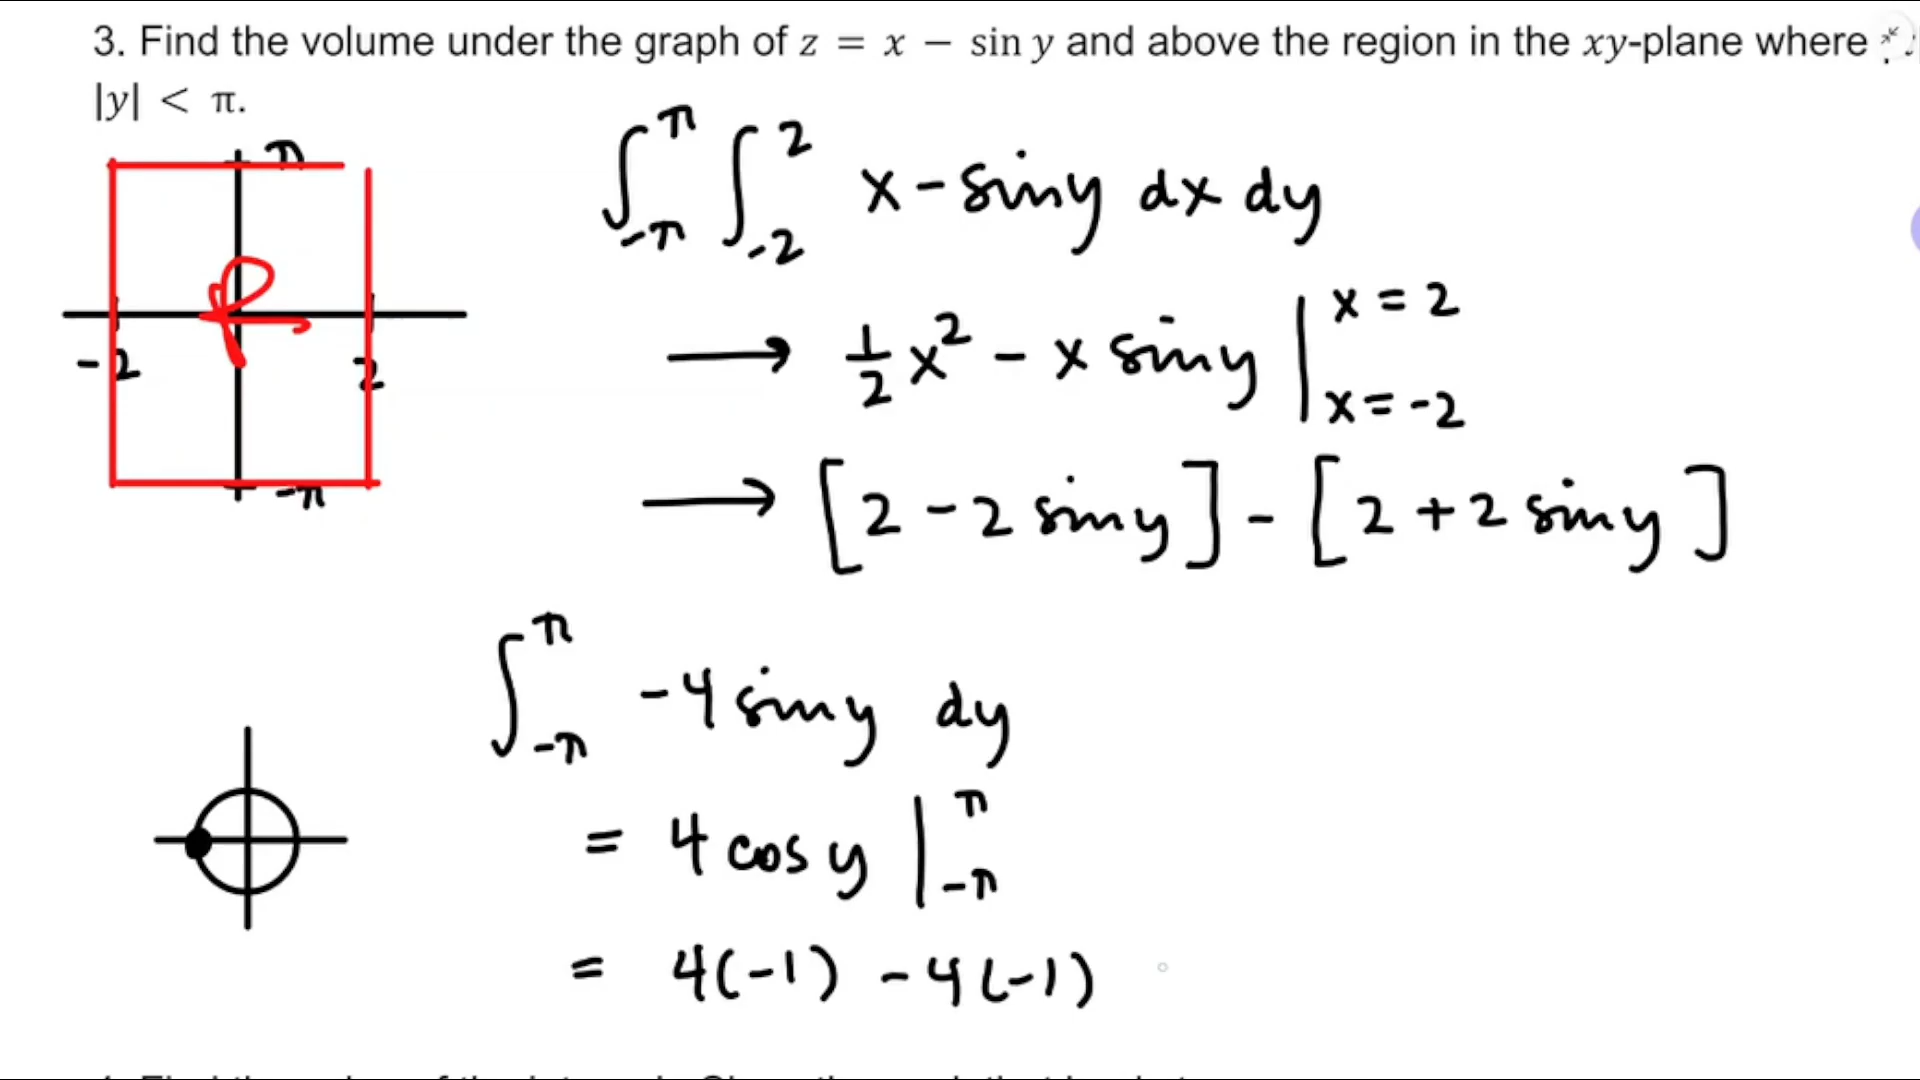 3. Find the volume under the graph of z = x − sin y and above the region in the xy-plane where
|y| < π.
π
-2 2
-π
∫_{-π}^{π} ∫_{-2}^{2} x - sin y dx dy
→ ½x² - x sin y |_{x=-2}^{x=2}
→ [2 - 2 sin y] - [2 + 2 sin y]
∫_{-π}^{π} -4 sin y dy
= 4 cos y |_{-π}^{π}
= 4(-1) - 4(-1)